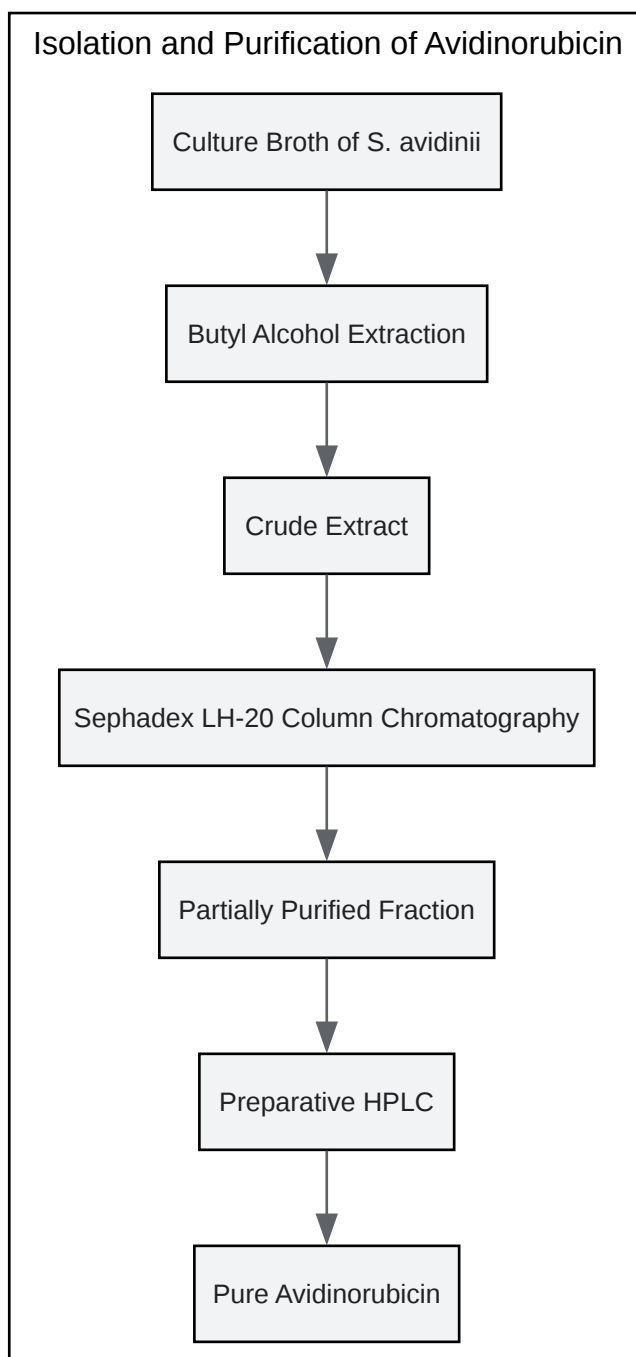 Isolation and Purification of Avidinorubicin
Culture Broth of S. avidinii
Butyl Alcohol Extraction
Crude Extract
Sephadex LH-20 Column Chromatography
Partially Purified Fraction
Preparative HPLC
Pure Avidinorubicin